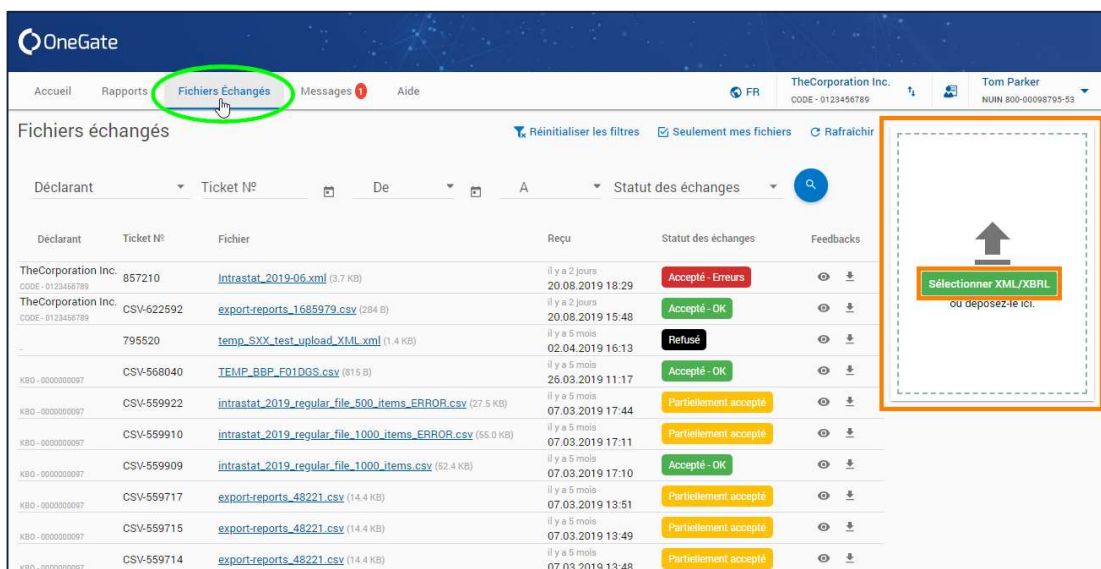 OneGate
Accueil Rapports Fichiers Échangés Messages 1 Aide FR TheCorporation Inc. CODE - 0123456789 Tom Parker NUIN 800-00098795-53
Fichiers échangés Réinitialiser les filtres Seulement mes fichiers Rafraîchir
Déclarant Ticket Nº De A Statut des échanges
Déclarant Ticket Nº Fichier Reçu Statut des échanges Feedbacks
TheCorporation Inc. CODE - 0123456789 857210 Intrastat_2019-06.xml (3.7 KB) il y a 2 jours 20.08.2019 18:29 Accepté - Erreurs
TheCorporation Inc. CODE - 0123456789 CSV-622592 export-reports_1685979.csv (284 B) il y a 2 jours 20.08.2019 15:48 Accepté - OK
- 795520 temp_SXX_test_upload_XML.xml (1.4 KB) il y a 5 mois 02.04.2019 16:13 Refusé
KBO - 0000000097 CSV-568040 TEMP_BBP_F01DGS.csv (815 B) il y a 5 mois 26.03.2019 11:17 Accepté - OK
KBO - 0000000097 CSV-559922 intrastat_2019_regular_file_500_items_ERROR.csv (27.5 KB) il y a 5 mois 07.03.2019 17:44 Partiellement accepté
KBO - 0000000097 CSV-559910 intrastat_2019_regular_file_1000_items_ERROR.csv (55.0 KB) il y a 5 mois 07.03.2019 17:11 Partiellement accepté
KBO - 0000000097 CSV-559909 intrastat_2019_regular_file_1000_items.csv (52.4 KB) il y a 5 mois 07.03.2019 17:10 Accepté - OK
KBO - 0000000097 CSV-559717 export-reports_48221.csv (14.4 KB) il y a 5 mois 07.03.2019 13:51 Partiellement accepté
KBO - 0000000097 CSV-559715 export-reports_48221.csv (14.4 KB) il y a 5 mois 07.03.2019 13:49 Partiellement accepté
KBO - 0000000097 CSV-559714 export-reports_48221.csv (14.4 KB) il y a 5 mois 07.03.2019 13:48 Partiellement accepté
Sélectionner XML/XBRL
ou déposez-le ici.